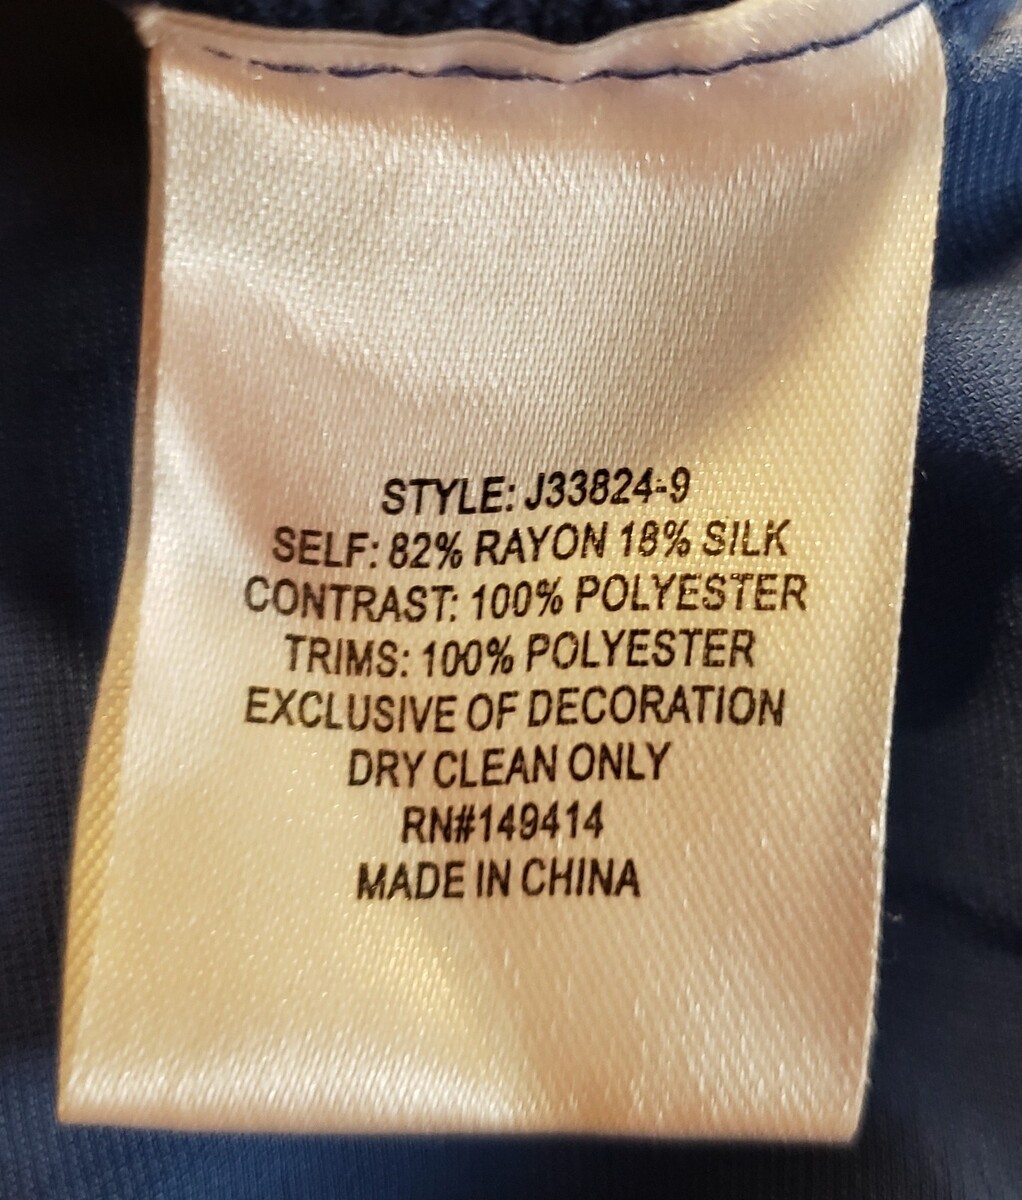 STYLE: J33824-9
SELF: 82% RAYON 18% SILK
CONTRAST: 100% POLYESTER
TRIMS: 100% POLYESTER
EXCLUSIVE OF DECORATION
DRY CLEAN ONLY
RN#149414
MADE IN CHINA